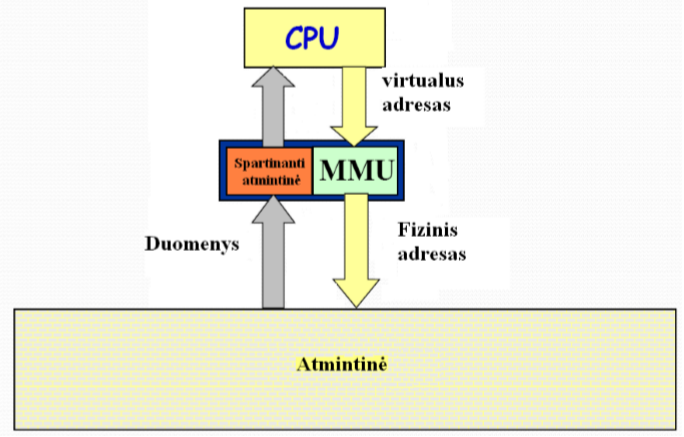 CPU
virtualus
adresas
Spartinanti
atmintinė
MMU
Duomenys
Fizinis
adresas
Atmintinė